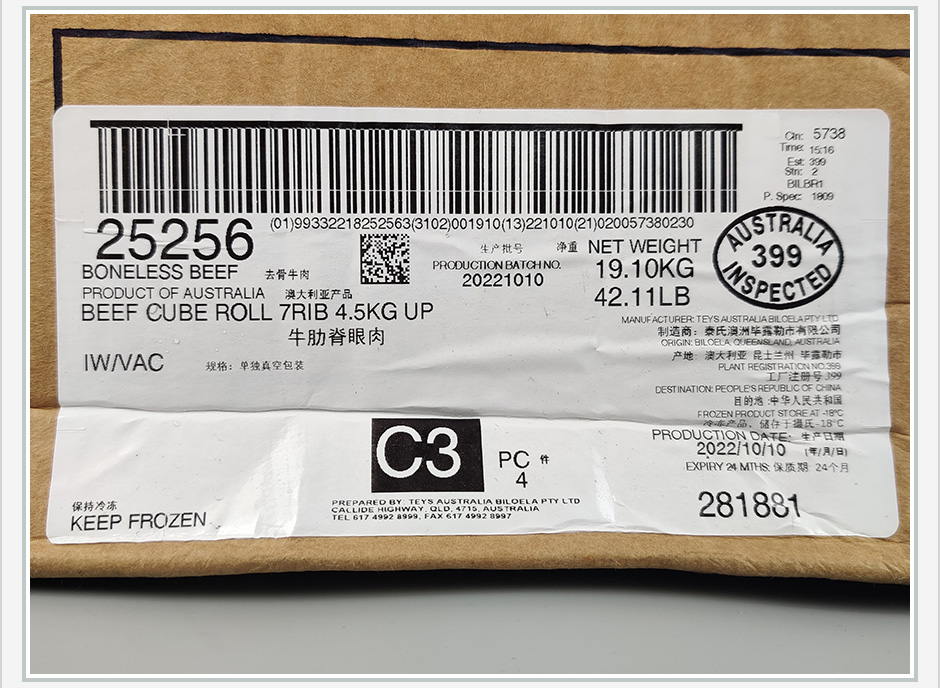 Ctn: 5738
Time: 15:16
Est: 399
Stn: 2
BILBR1
P. Spec: 1809
(01)99332218252563(3102)001910(13)221010(21)020057380230
25256
BONELESS BEEF 去骨牛肉
PRODUCT OF AUSTRALIA 澳大利亚产品
BEEF CUBE ROLL 7RIB 4.5KG UP
牛肋脊眼肉
IW/VAC 规格：单独真空包装
生产批号
PRODUCTION BATCH NO.
20221010
净重 NET WEIGHT
19.10KG
42.11LB
AUSTRALIA
399
INSPECTED
MANUFACTURER: TEYS AUSTRALIA BILOELA PTY LTD
制造商：泰氏澳洲毕露勒市有限公司
ORIGIN: BILOELA, QUEENSLAND, AUSTRALIA
产地：澳大利亚 昆士兰州 毕露勒市
PLANT REGISTRATION NO.399
工厂注册号 399
DESTINATION: PEOPLE'S REPUBLIC OF CHINA
目的地：中华人民共和国
FROZEN PRODUCT STORE AT -18°C
冷冻产品，储存于摄氏-18°C
PRODUCTION DATE: 生产日期
2022/10/10 (年/月/日)
EXPIRY 24 MTHS: 保质期 24个月
281881
C3
PC 件
4
PREPARED BY: TEYS AUSTRALIA BILOELA PTY LTD
CALLIDE HIGHWAY, QLD, 4715, AUSTRALIA
TEL 617 4992 8999, FAX 617 4992 8997
保持冷冻
KEEP FROZEN